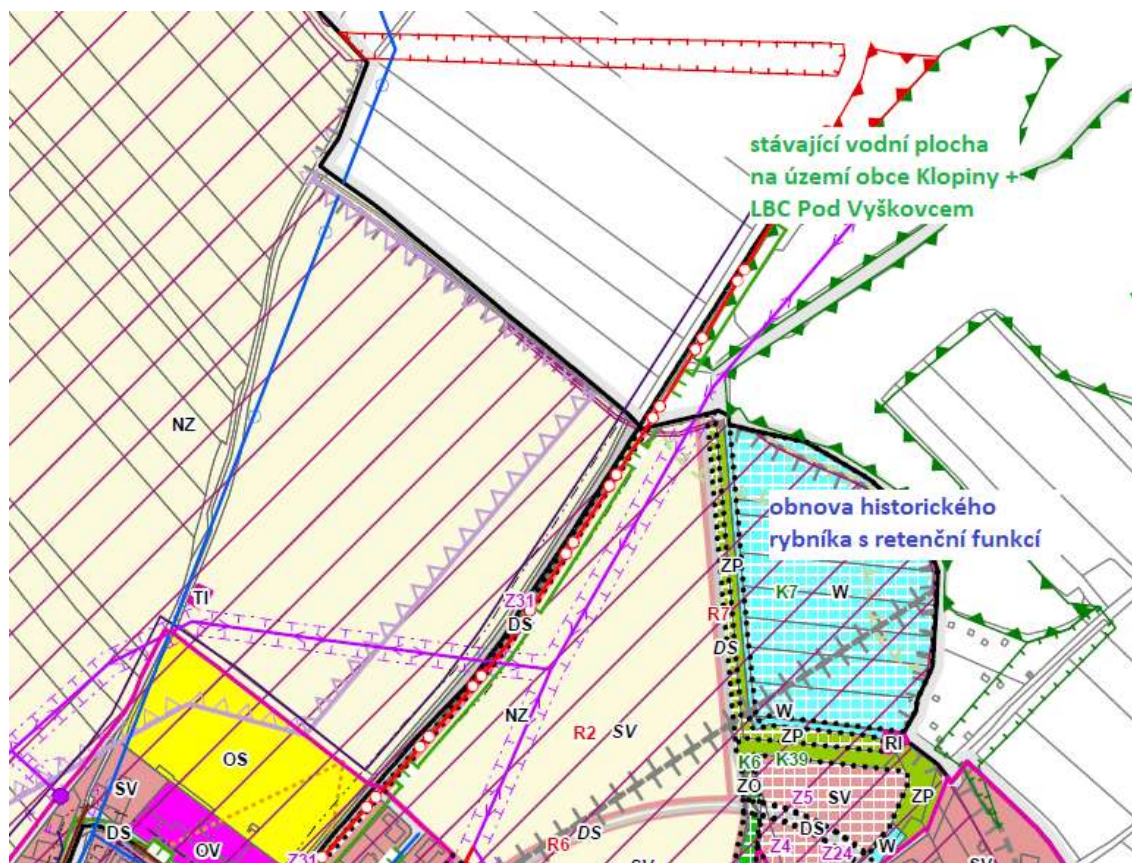 stávající vodní plocha
na území obce Klopiny +
LBC Pod Vyškovcem
NZ
obnova historického
rybníka s retenční funkcí
ZP
K7
W
TI
Z31
DS
R7
DS
NZ
R2
SV
W
ZP
RI
K6
K39
OS
ZO
Z5
SV
ZP
SV
DS
DS
DS
W
R6
Z4
Z24
OV
Z31
SV
SV